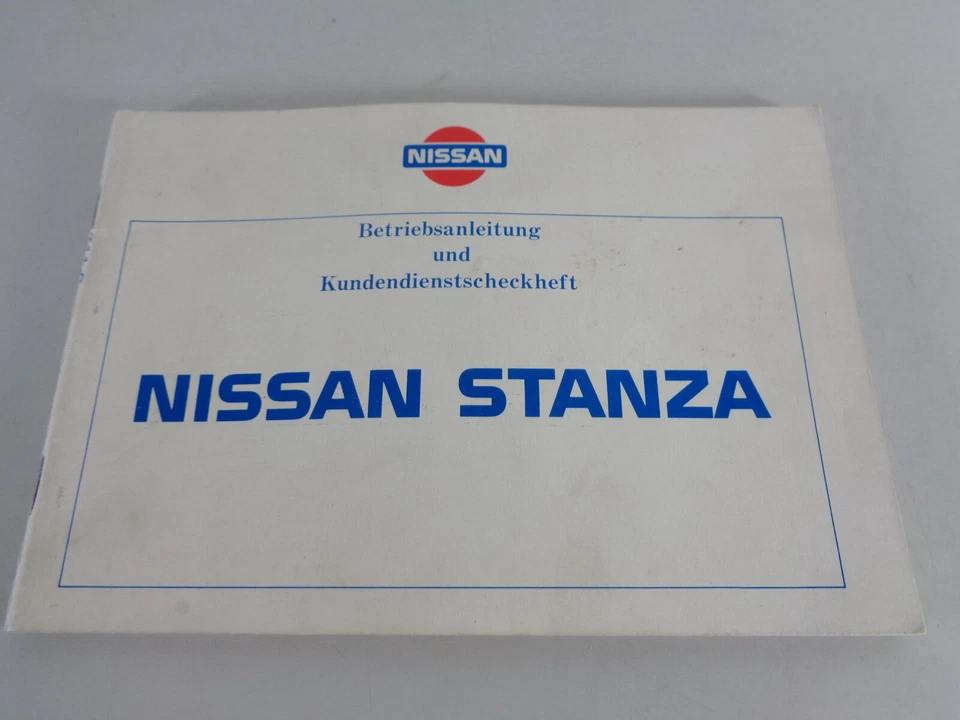 NISSAN
Betriebsanleitung
und
Kundendienstscheckheft
NISSAN STANZA